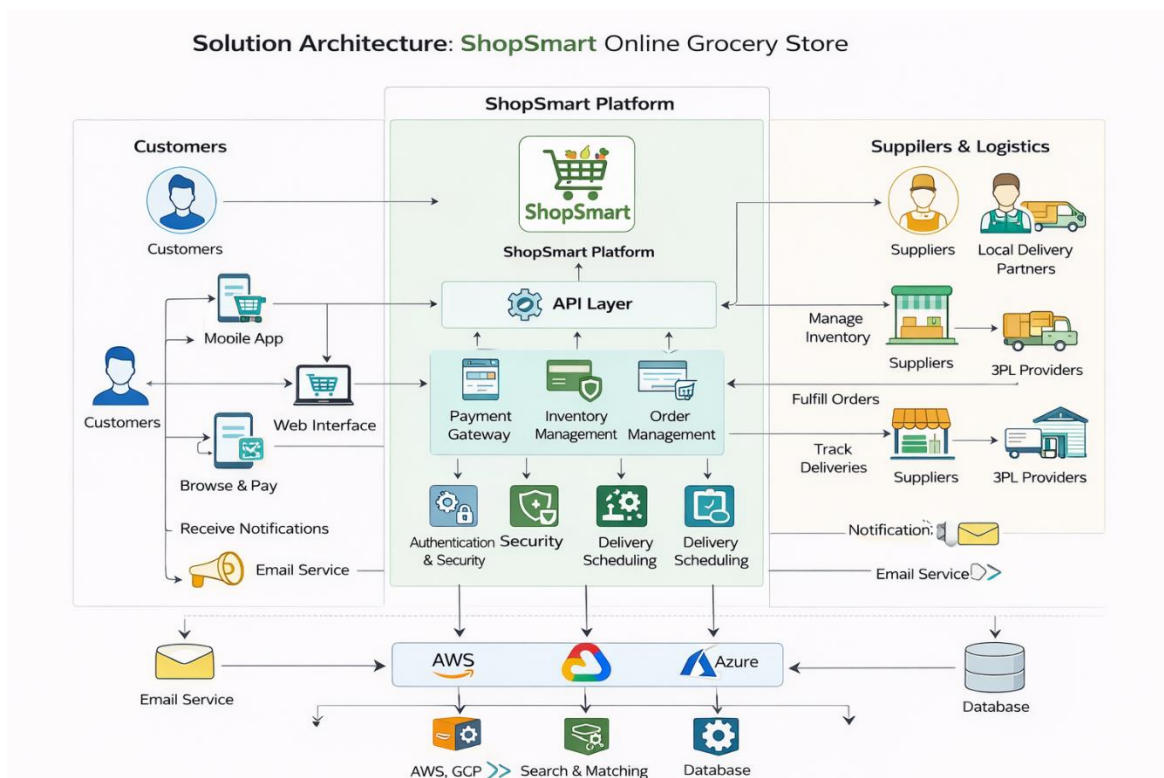 Solution Architecture: ShopSmart Online Grocery Store
ShopSmart Platform
Customers
Customers
Mooile App
Customers
Web Interface
Browse & Pay
Receive Notifications
Email Service
ShopSmart
ShopSmart Platform
API Layer
Payment
Gateway
Inventory
Management
Order
Management
Authentication
& Security
Security
Delivery
Scheduling
Delivery
Scheduling
Suppilers & Logistics
Suppliers
Local Delivery
Partners
Manage
Inventory
Suppliers
3PL Providers
Fulfill Orders
Track
Deliveries
Suppliers
3PL Providers
Notification:
Email Service
Email Service
AWS
Azure
Database
AWS, GCP
Search & Matching
Database